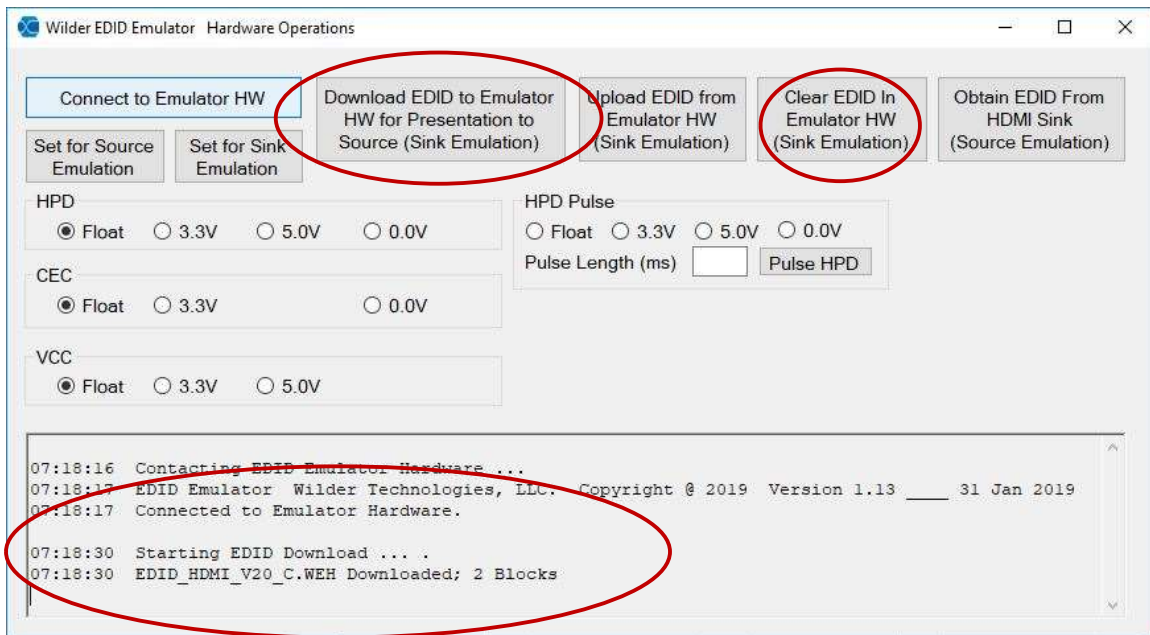 Wilder EDID Emulator Hardware Operations
Connect to Emulator HW
Set for Source
Emulation
Set for Sink
Emulation
Download EDID to Emulator
HW for Presentation to
Source (Sink Emulation)
Upload EDID from
Emulator HW
(Sink Emulation)
Clear EDID In
Emulator HW
(Sink Emulation)
Obtain EDID From
HDMI Sink
(Source Emulation)
HPD
Float 3.3V 5.0V 0.0V
HPD Pulse
Float 3.3V 5.0V 0.0V
Pulse Length (ms) Pulse HPD
CEC
Float 3.3V 0.0V
VCC
Float 3.3V 5.0V
07:18:16 Contacting EDID Emulator Hardware ...
07:18:17 EDID Emulator Wilder Technologies, LLC. Copyright @ 2019 Version 1.13 ____ 31 Jan 2019
07:18:17 Connected to Emulator Hardware.
07:18:30 Starting EDID Download ... .
07:18:30 EDID_HDMI_V20_C.WEH Downloaded; 2 Blocks